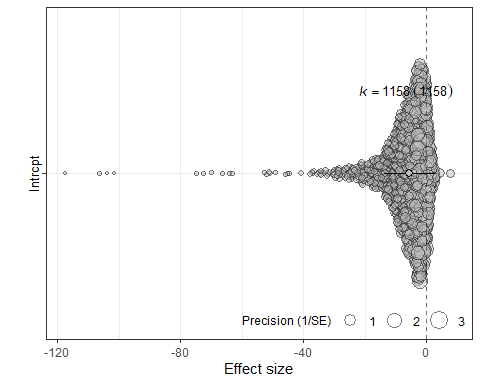 k = 1158 (1158)
Intrcpt
Precision (1/SE) 1 2 3
-120 -80 -40 0
Effect size